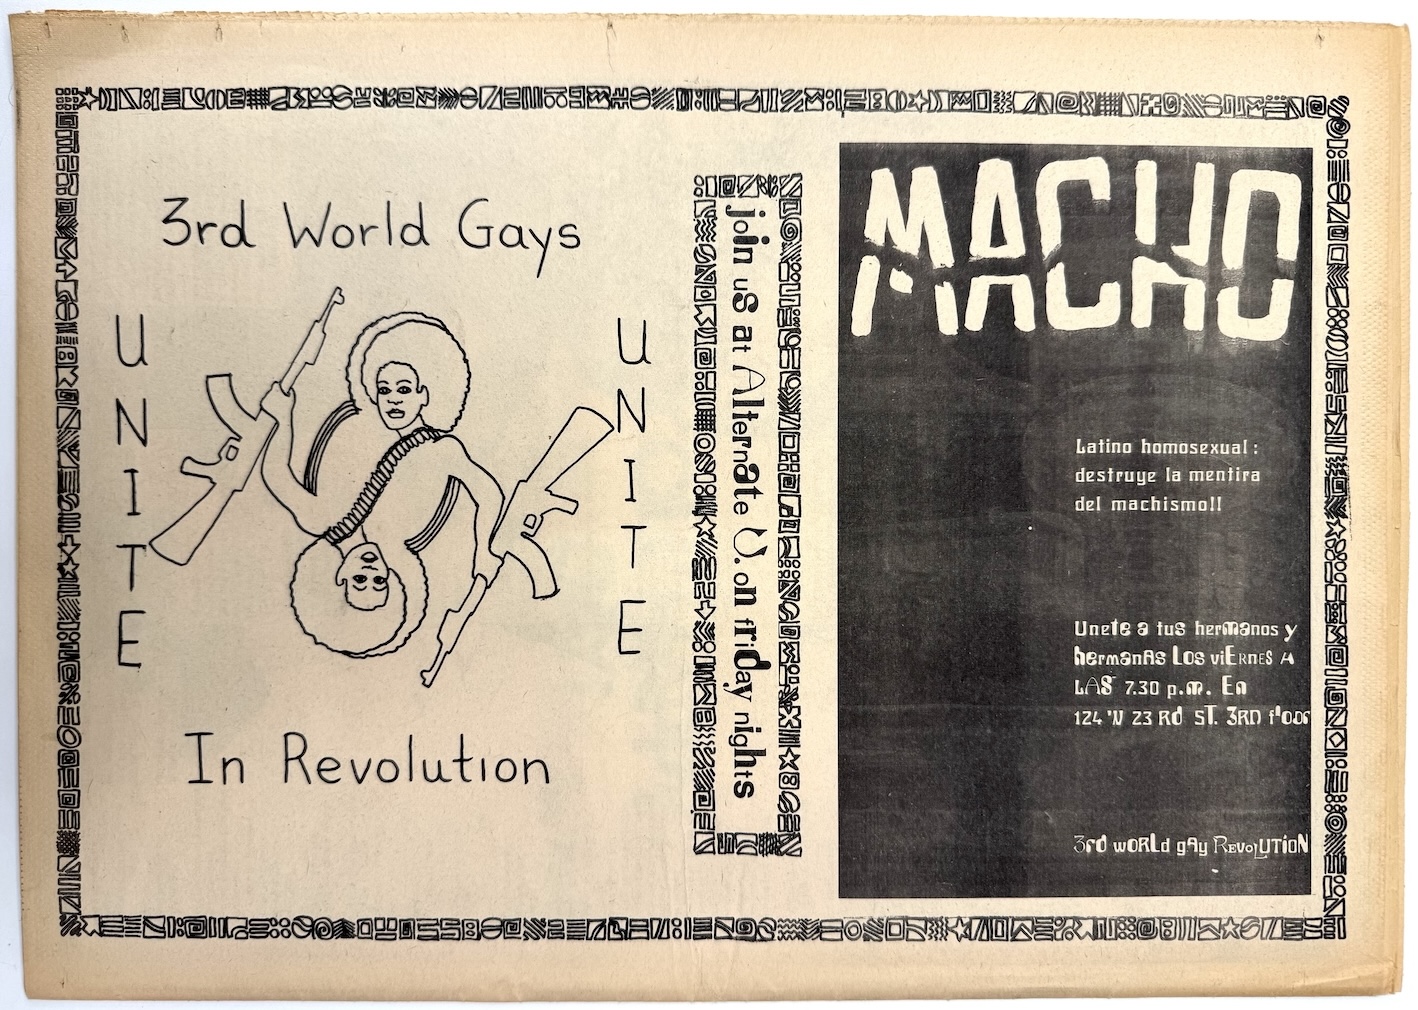 3rd World Gays
UNITE
UNITE
In Revolution
join us at Alternate U. on friday nights
MACHO
Latino homosexual:
destruye la mentira
del machismo!!
Unete a tus hermanos y
hermanas Los viERNES A
LAS 7.30 p.m. En
124 'W 23 Rd ST. 3RD floor
3rd woRLd gAy REvoLUTioN